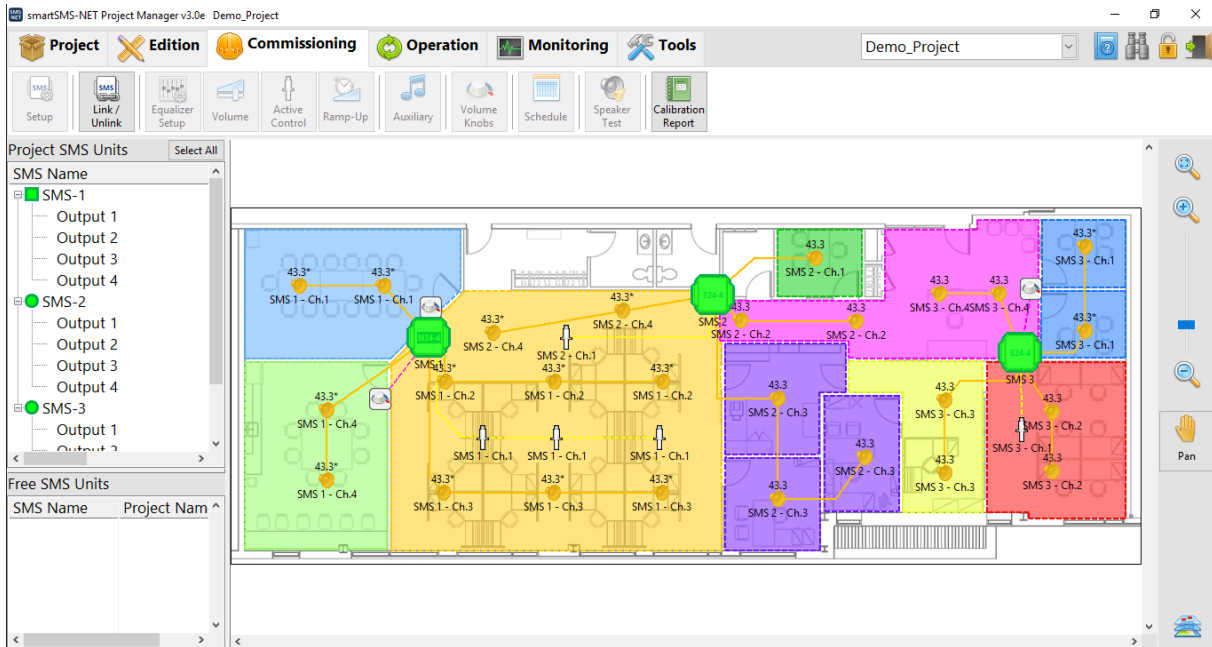 SMS NET smartSMS-NET Project Manager v3.0e Demo_Project
Project Edition Commissioning Operation Monitoring Tools Demo_Project
Setup
Link / Unlink
Equalizer Setup
Volume
Active Control
Ramp-Up
Auxiliary
Volume Knobs
Schedule
Speaker Test
Calibration Report
Project SMS Units Select All
SMS Name
SMS-1
Output 1
Output 2
Output 3
Output 4
SMS-2
Output 1
Output 2
Output 3
Output 4
SMS-3
Output 1
Output 2
Free SMS Units
SMS Name Project Nam
43.3* 43.3*
SMS 1 - Ch.1 SMS 1 - Ch.1
M24-4
SMS 1
43.3*
SMS 1 - Ch.4
43.3*
SMS 1 - Ch.4
43.3*
SMS 2 - Ch.4
43.3*
SMS 2 - Ch.4
SMS 2 - Ch.1
43.3* 43.3* 43.3*
SMS 1 - Ch.2 SMS 1 - Ch.2 SMS 1 - Ch.2
SMS 1 - Ch.1 SMS 1 - Ch.1 SMS 1 - Ch.1
43.3* 43.3* 43.3*
SMS 1 - Ch.3 SMS 1 - Ch.3 SMS 1 - Ch.3
S24-4
SMS 2
43.3
SMS 2 - Ch.1
43.3 43.3
SMS 2 - Ch.2 SMS 2 - Ch.2
43.3
SMS 2 - Ch.3
43.3
SMS 2 - Ch.3
43.3
SMS 2 - Ch.3
43.3 43.3
SMS 3 - Ch.4 SMS 3 - Ch.4
43.3*
SMS 3 - Ch.1
43.3*
SMS 3 - Ch.1
S24-4
SMS 3
43.3
SMS 3 - Ch.3
43.3
SMS 3 - Ch.3
43.3
SMS 3 - Ch.2
SMS 3 - Ch.1
43.3
SMS 3 - Ch.2
Pan